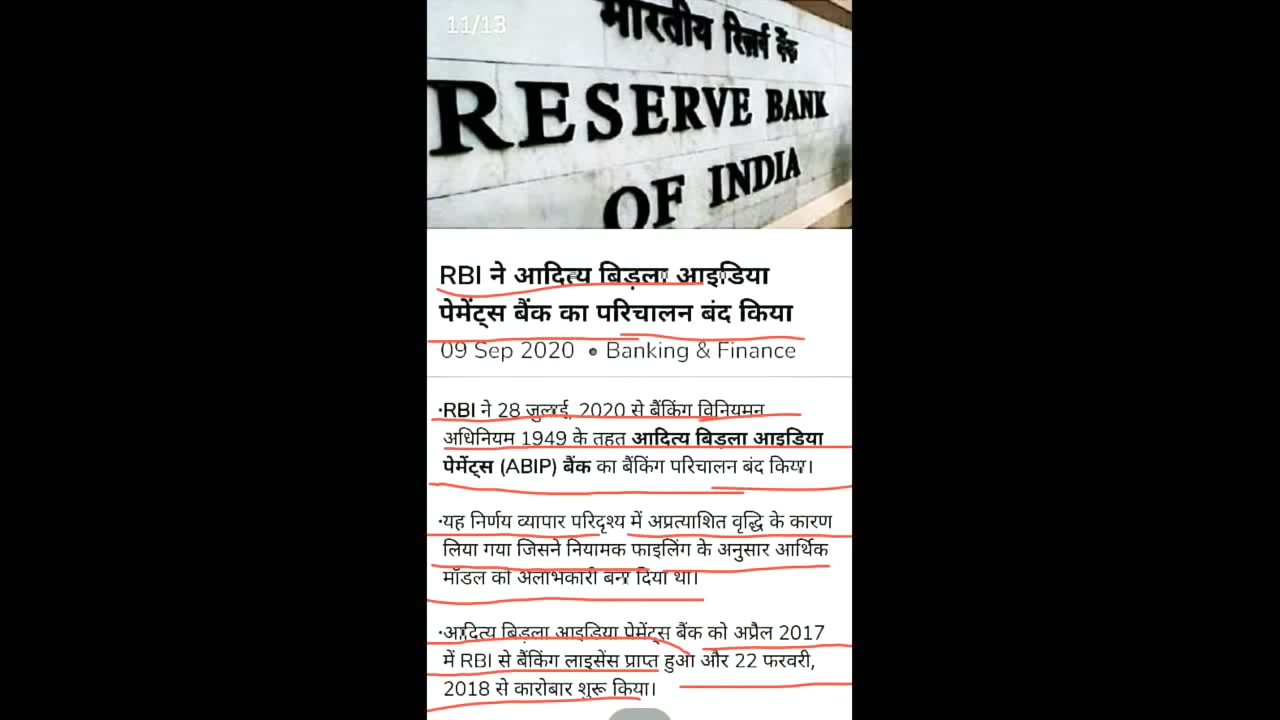 11/13
भारतीय रिज़र्व बैंक
RESERVE BANK
OF INDIA
RBI ने आदित्य बिड़ला आइडिया
पेमेंट्स बैंक का परिचालन बंद किया
09 Sep 2020 • Banking & Finance
·RBI ने 28 जुलाई, 2020 से बैंकिंग विनियमन
अधिनियम 1949 के तहत आदित्य बिड़ला आइडिया
पेमेंट्स (ABIP) बैंक का बैंकिंग परिचालन बंद किया।
·यह निर्णय व्यापार परिदृश्य में अप्रत्याशित वृद्धि के कारण
लिया गया जिसने नियामक फाइलिंग के अनुसार आर्थिक
मॉडल को अलाभकारी बना दिया था।
·आदित्य बिड़ला आइडिया पेमेंट्स बैंक को अप्रैल 2017
में RBI से बैंकिंग लाइसेंस प्राप्त हुआ और 22 फरवरी,
2018 से कारोबार शुरू किया।